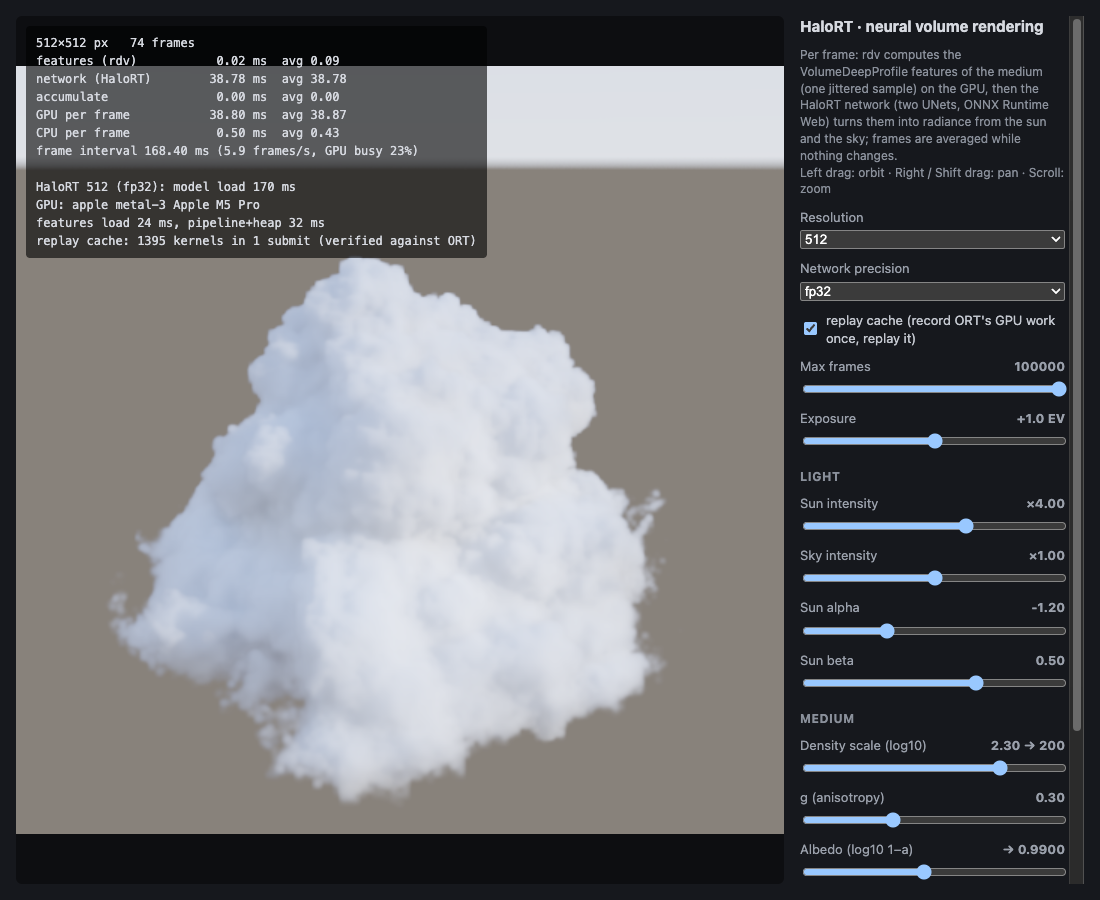 512×512 px   74 frames
features (rdv)           0.02 ms  avg 0.09
network (HaloRT)        38.78 ms  avg 38.78
accumulate               0.00 ms  avg 0.00
GPU per frame           38.80 ms  avg 38.87
CPU per frame            0.50 ms  avg 0.43
frame interval 168.40 ms (5.9 frames/s, GPU busy 23%)
HaloRT 512 (fp32): model load 170 ms
GPU: apple metal-3 Apple M5 Pro
features load 24 ms, pipeline+heap 32 ms
replay cache: 1395 kernels in 1 submit (verified against ORT)
HaloRT · neural volume rendering
Per frame: rdv computes the
VolumeDeepProfile features of the medium
(one jittered sample) on the GPU, then the
HaloRT network (two UNets, ONNX Runtime
Web) turns them into radiance from the sun
and the sky; frames are averaged while
nothing changes.
Left drag: orbit · Right / Shift drag: pan · Scroll:
zoom
Resolution
512
Network precision
fp32
replay cache (record ORT's GPU work
once, replay it)
Max frames 100000
Exposure +1.0 EV
LIGHT
Sun intensity ×4.00
Sky intensity ×1.00
Sun alpha -1.20
Sun beta 0.50
MEDIUM
Density scale (log10) 2.30 → 200
g (anisotropy) 0.30
Albedo (log10 1−a) → 0.9900